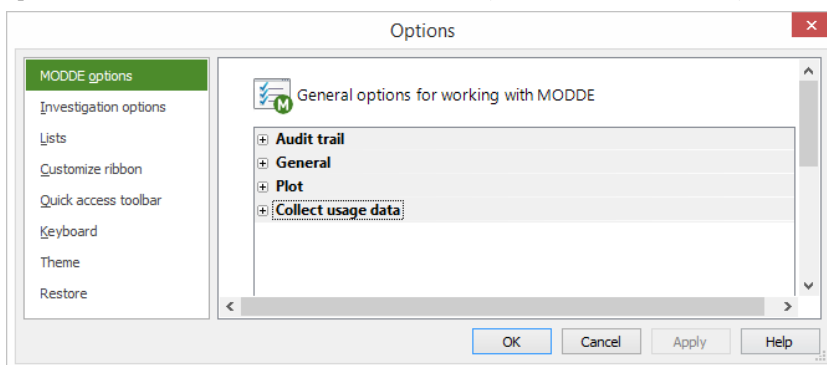 Options
MODDE options
Investigation options
Lists
Customize ribbon
Quick access toolbar
Keyboard
Theme
Restore
General options for working with MODDE
Audit trail
General
Plot
Collect usage data
OK Cancel Apply Help